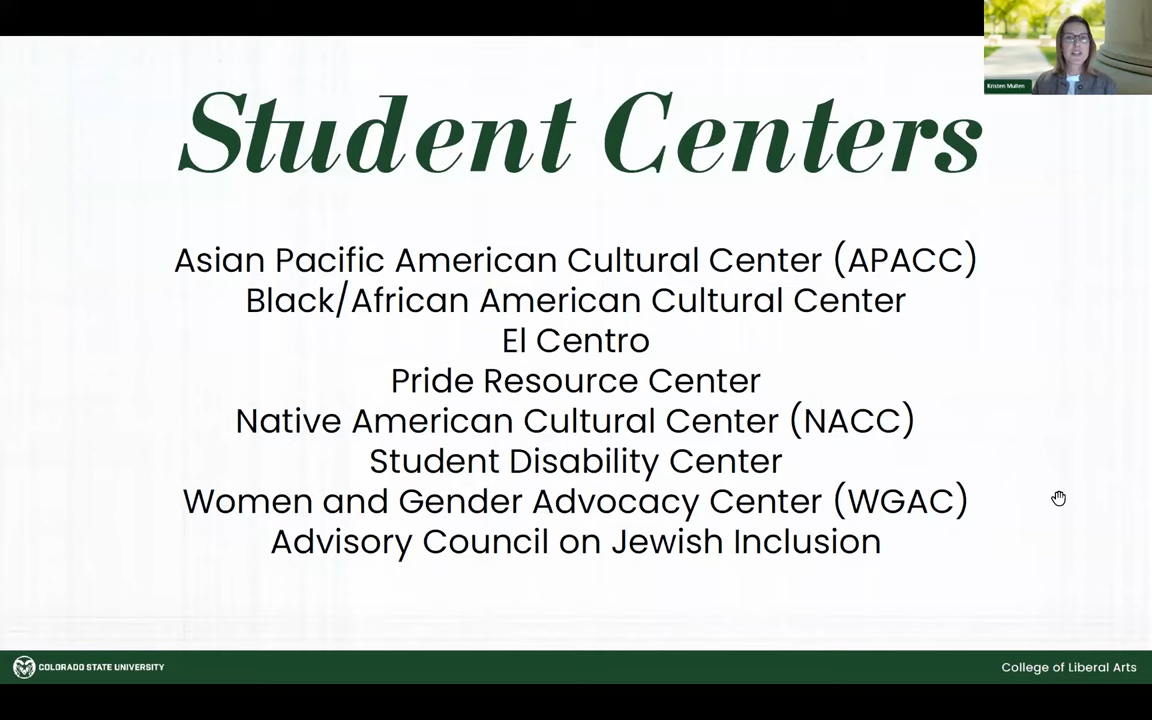 Kristen Mullen
Student Centers
Asian Pacific American Cultural Center (APACC)
Black/African American Cultural Center
El Centro
Pride Resource Center
Native American Cultural Center (NACC)
Student Disability Center
Women and Gender Advocacy Center (WGAC)
Advisory Council on Jewish Inclusion
COLORADO STATE UNIVERSITY
College of Liberal Arts